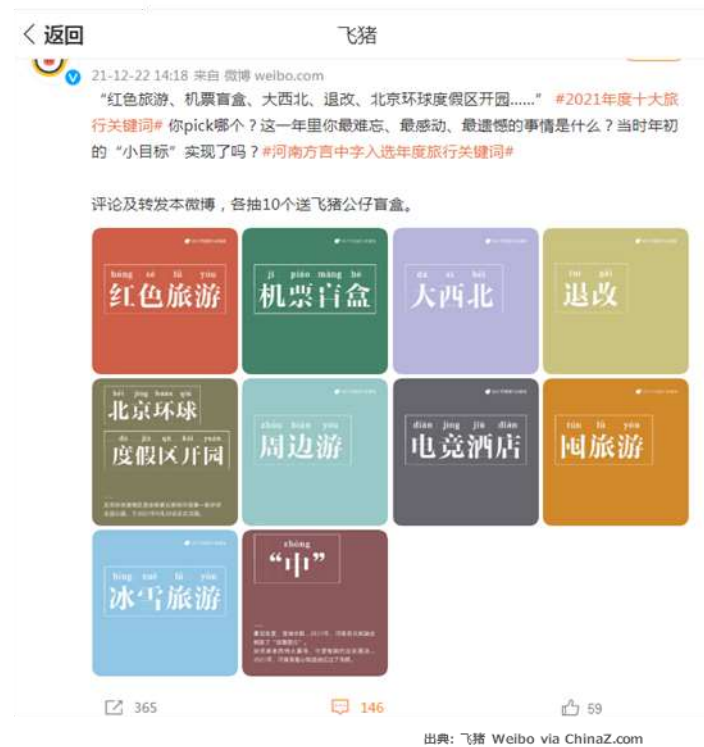 返回
飞猪
21-12-22 14:18 来自 微博 weibo.com
“红色旅游、机票盲盒、大西北、退改、北京环球度假区开园......” #2021年度十大旅
行关键词# 你pick哪个？这一年里你最难忘、最感动、最遗憾的事情是什么？当时年初
的“小目标”实现了吗？#河南方言中字入选年度旅行关键词#
评论及转发本微博，各抽10个送飞猪公仔盲盒。
hóng sè lǚ yóu
红色旅游
jī piào máng hé
机票盲盒
dà xī běi
大西北
tuì gǎi
退改
běi jīng huán qiú
北京环球
dù jià qū kāi yuán
度假区开园
zhōu biān yóu
周边游
diàn jìng jiǔ diàn
电竞酒店
tún lǚ yóu
囤旅游
bīng xuě lǚ yóu
冰雪旅游
zhōng
“中”
365
146
59
出典: 飞猪 Weibo via ChinaZ.com